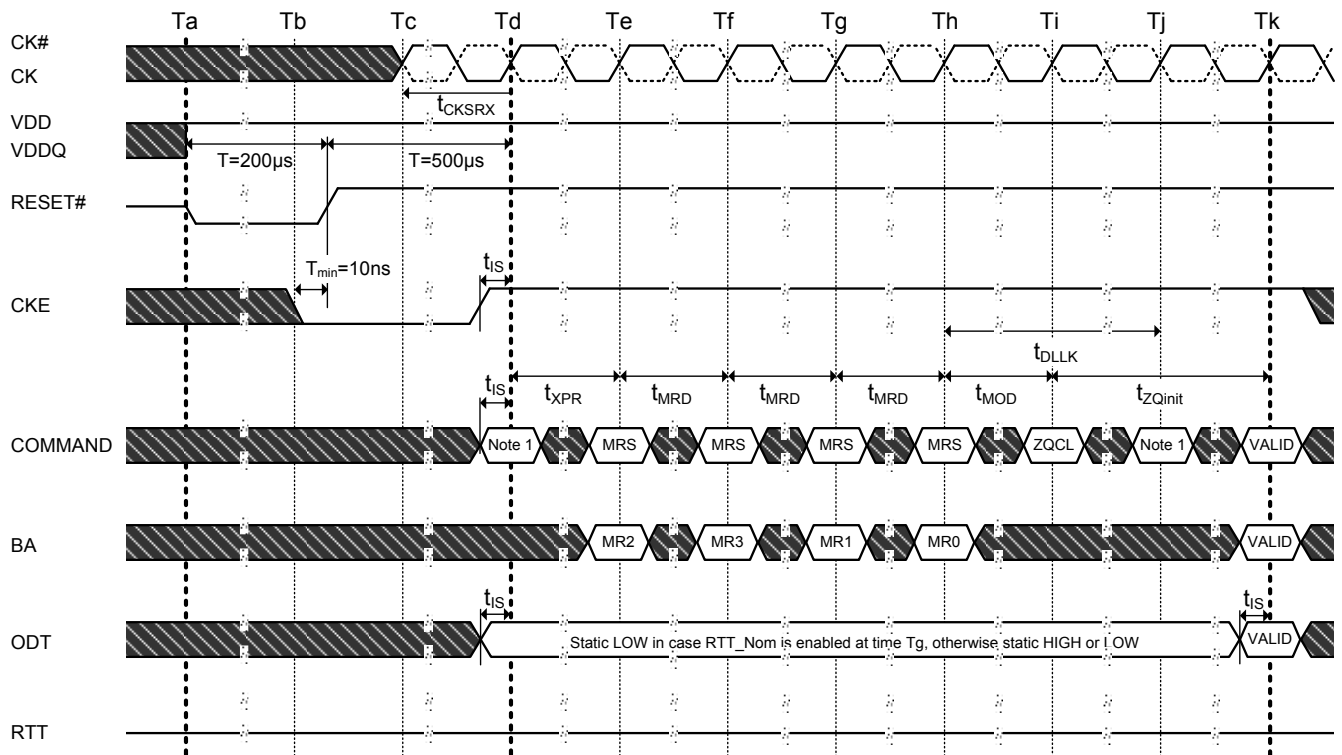 Ta Tb Tc Td Te Tf Tg Th Ti Tj Tk
CK#
CK
tCKSRX
VDD
VDDQ
T=200µs T=500µs
RESET#
Tmin=10ns tIS
CKE
tDLLK
tIS tXPR tMRD tMRD tMRD tMOD tZQinit
COMMAND Note 1 MRS MRS MRS MRS ZQCL Note 1 VALID
BA MR2 MR3 MR1 MR0 VALID
tIS tIS
ODT Static LOW in case RTT_Nom is enabled at time Tg, otherwise static HIGH or LOW VALID
RTT